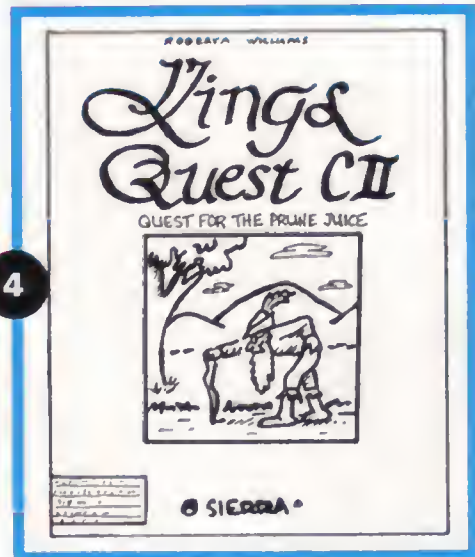 ROBERTA WILLIAMS
Kings
Quest CII
QUEST FOR THE PRUNE JUICE
4
SIERRA